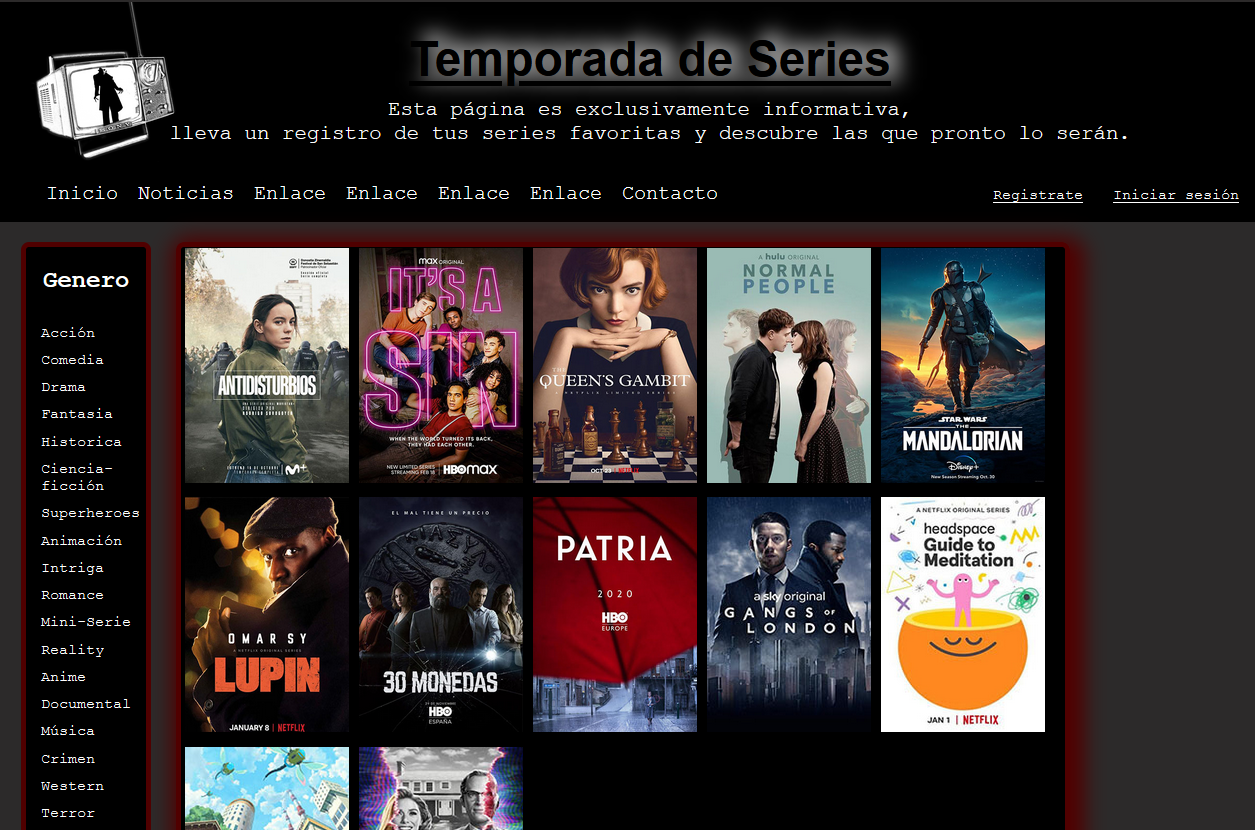 Temporada de Series
Esta página es exclusivamente informativa,
lleva un registro de tus series favoritas y descubre las que pronto lo serán.
Inicio Noticias Enlace Enlace Enlace Enlace Contacto
Registrate Iniciar sesión
Genero
Acción
Comedia
Drama
Fantasia
Historica
Ciencia-
ficción
Superheroes
Animación
Intriga
Romance
Mini-Serie
Reality
Anime
Documental
Música
Crimen
Western
Terror
ANTIDISTURBIOS
M+
max ORIGINAL
IT'S A
SIN
WHEN THE WORLD TURNED ITS BACK,
THEY HAD EACH OTHER.
NEW LIMITED SERIES
STREAMING FEB 18
HBOmax
THE
QUEEN'S GAMBIT
A NETFLIX LIMITED SERIES
OCT 23 NETFLIX
A hulu ORIGINAL
NORMAL
PEOPLE
STAR WARS
THE
MANDALORIAN
Disney+
New Season Streaming Oct. 30
OMAR SY
A NETFLIX ORIGINAL SERIES
LUPIN
JANUARY 8 | NETFLIX
EL MAL TIENE UN PRECIO
30 MONEDAS
HBO
ESPAÑA
PATRIA
2020
HBO
EUROPE
a sky original
GANGS OF
LONDON
A NETFLIX ORIGINAL SERIES
headspace
Guide to
Meditation
JAN 1 | NETFLIX